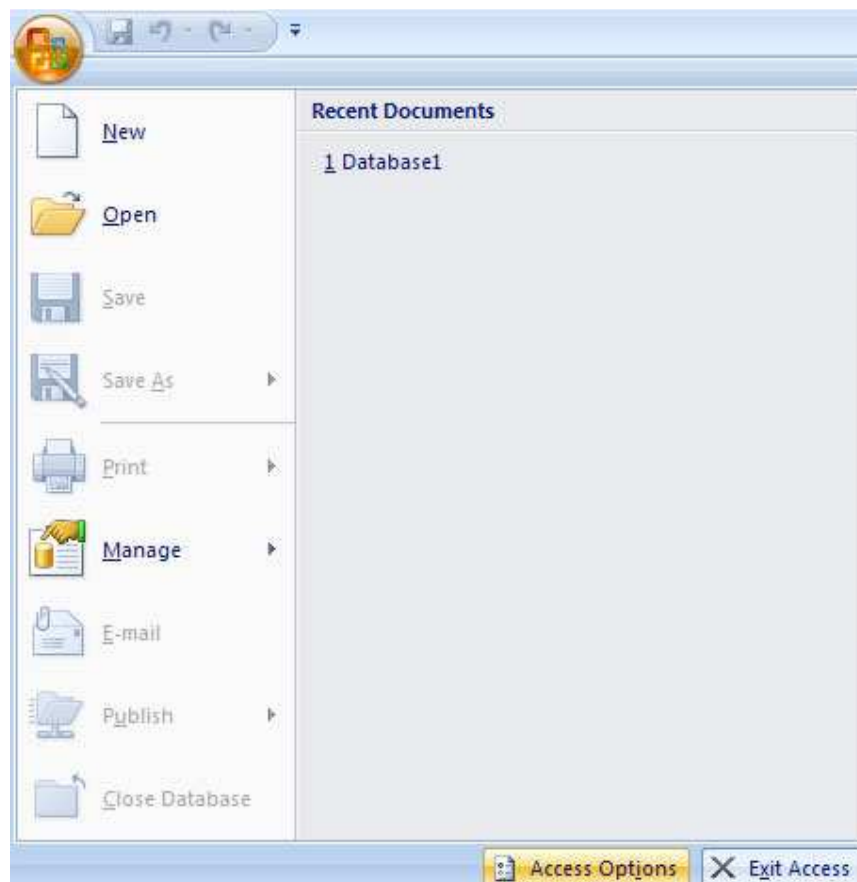 New
Open
Save
Save As
Print
Manage
E-mail
Publish
Close Database
Recent Documents
1 Database1
Access Options
Exit Access